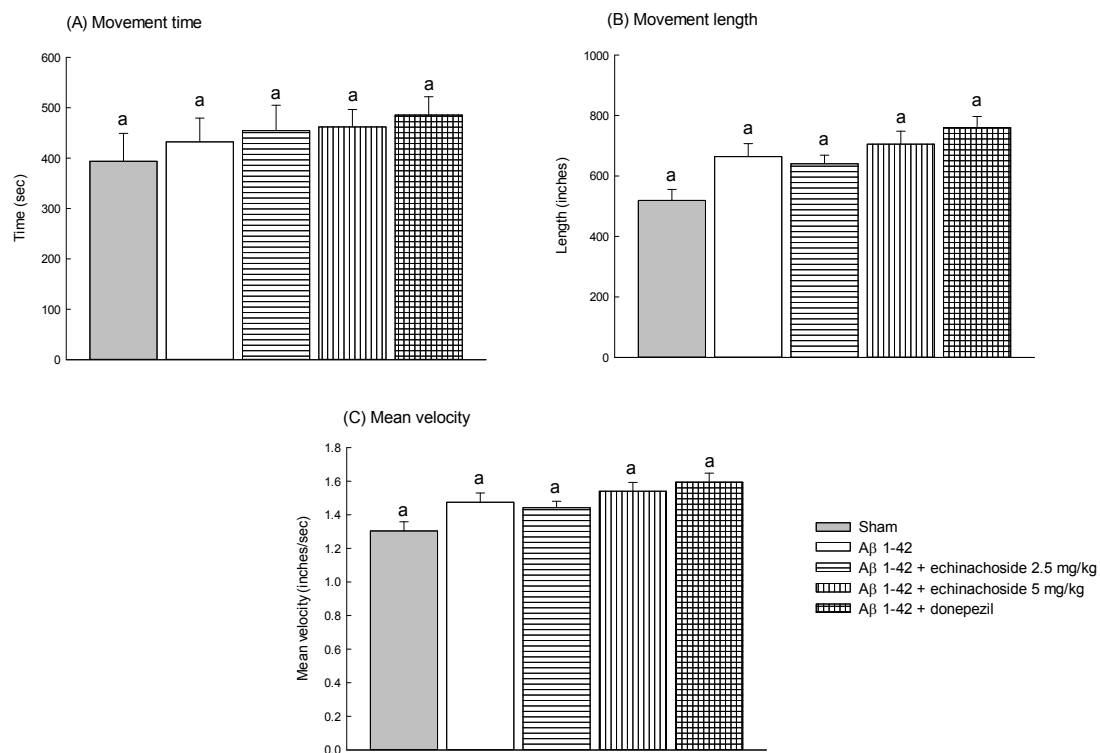 (A) Movement time
600
500
400
300
200
100
0
Time (sec)
a
a
a
a
a
(B) Movement length
1000
800
600
400
200
0
Length (inches)
a
a
a
a
a
(C) Mean velocity
1.8
1.6
1.4
1.2
1.0
0.8
0.6
0.4
0.2
0.0
Mean velocity (inches/sec)
a
a
a
a
a
Sham
Aβ 1-42
Aβ 1-42 + echinachoside 2.5 mg/kg
Aβ 1-42 + echinachoside 5 mg/kg
Aβ 1-42 + donepezil